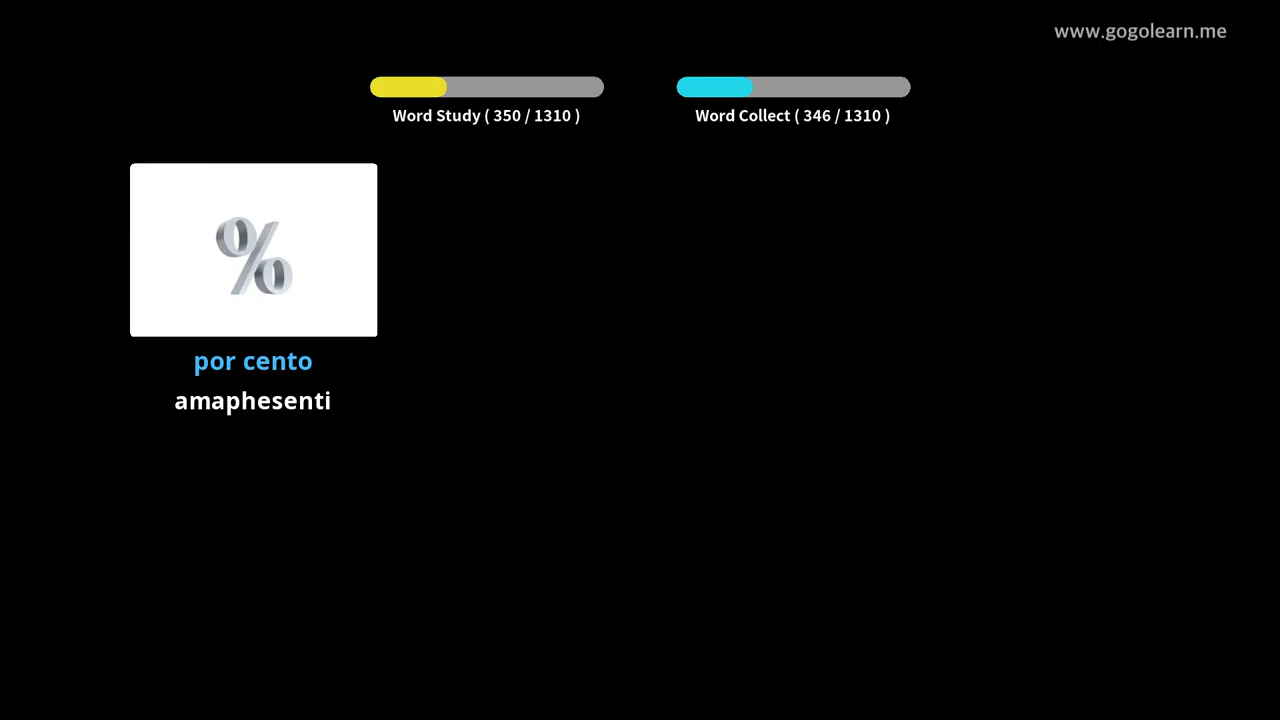 www.gogolearn.me
Word Study ( 350 / 1310 )
Word Collect ( 346 / 1310 )
%
por cento
amaphesenti